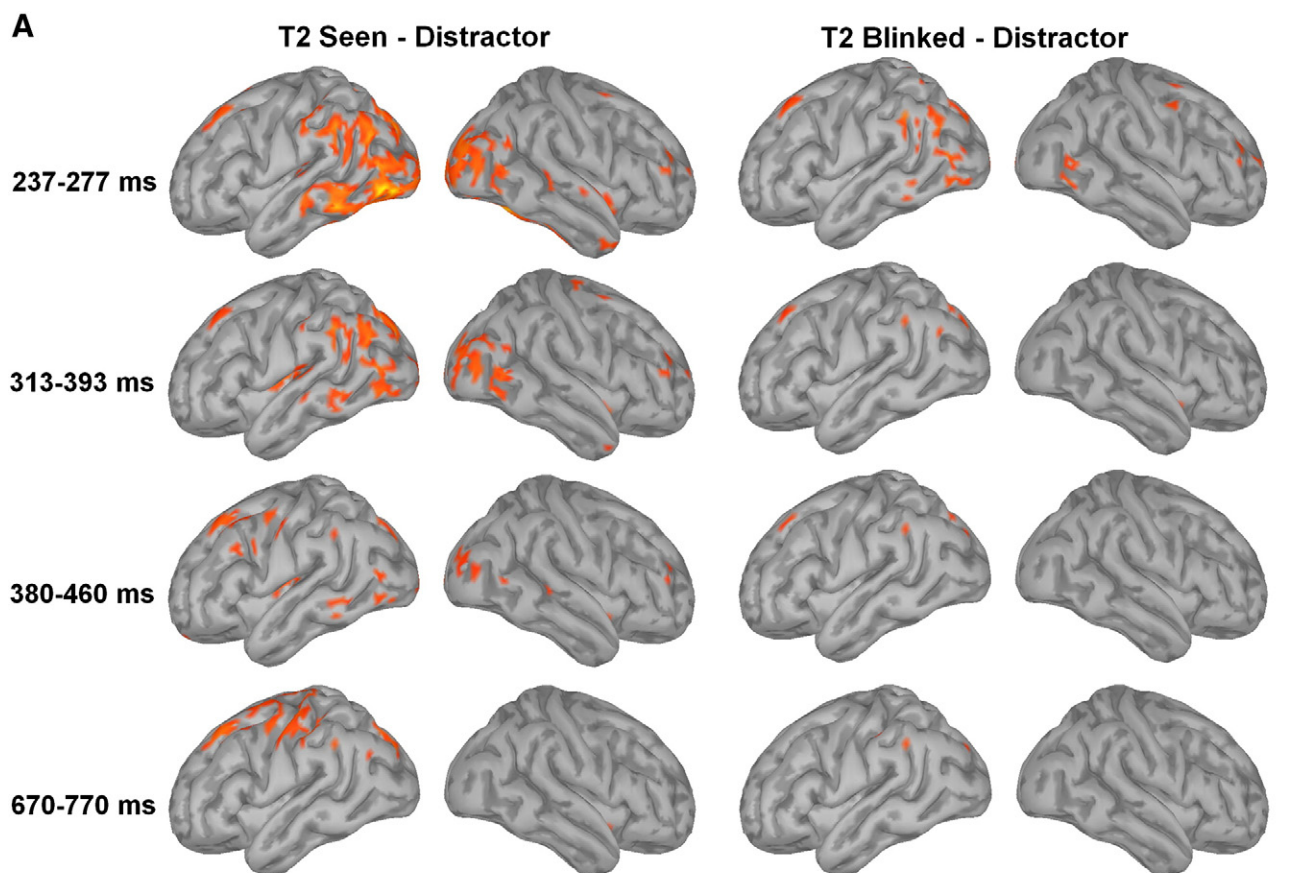 A
T2 Seen - Distractor
T2 Blinked - Distractor
237-277 ms
313-393 ms
380-460 ms
670-770 ms